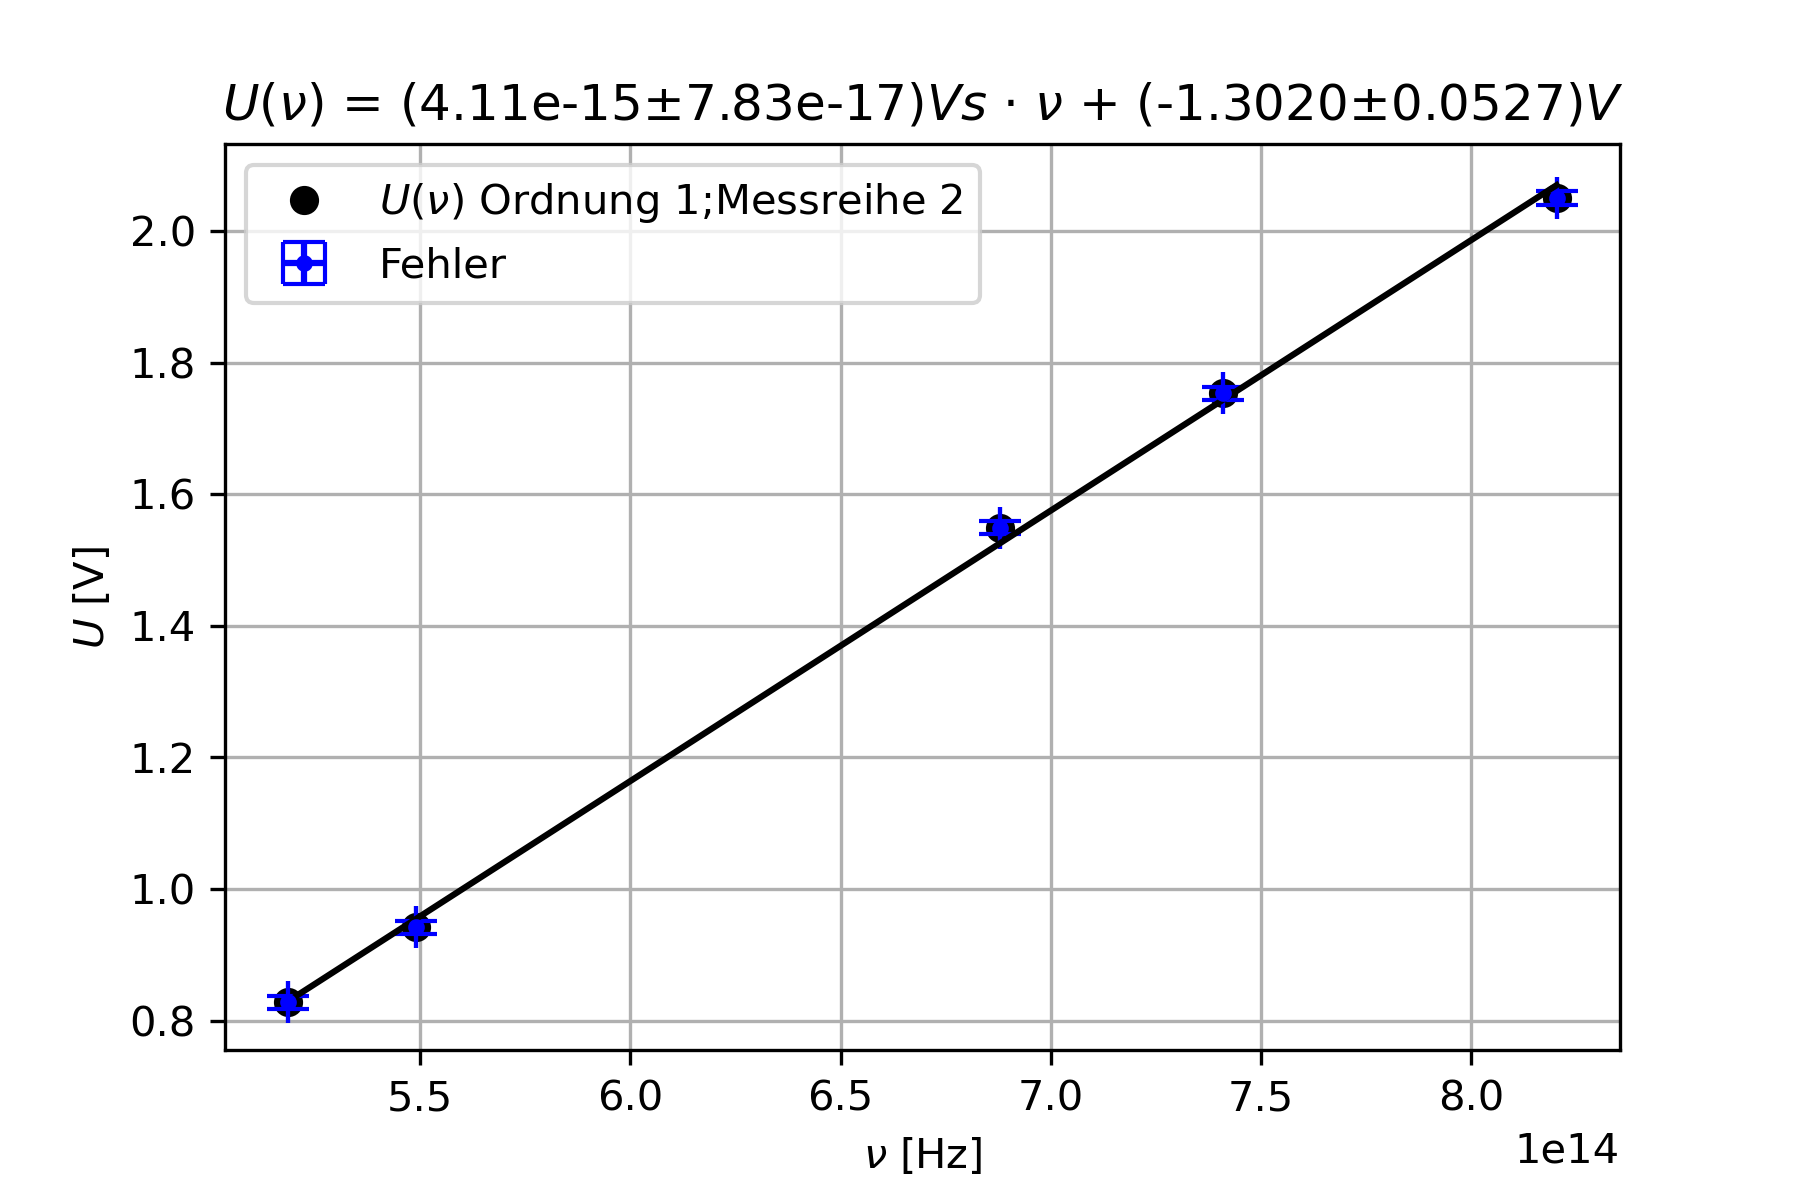 U(ν) = (4.11e-15±7.83e-17)Vs · ν + (-1.3020±0.0527)V
U(ν) Ordnung 1;Messreihe 2
Fehler
2.0
1.8
1.6
1.4
1.2
1.0
0.8
U [V]
5.5 6.0 6.5 7.0 7.5 8.0
ν [Hz]
1e14